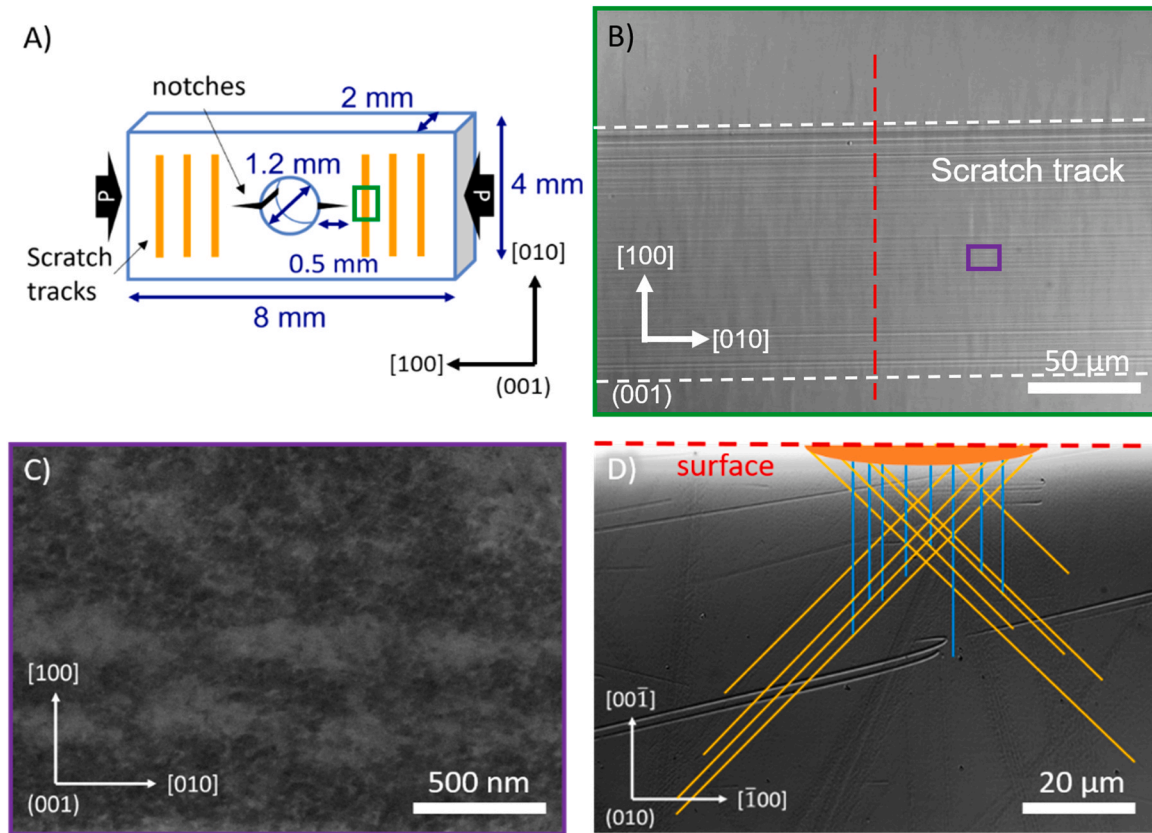 A)
notches
2 mm
1.2 mm
P
P
4 mm
Scratch
tracks
0.5 mm
[010]
8 mm
[100]
(001)
B)
Scratch track
[100]
[010]
50 µm
(001)
C)
[100]
[010]
(001)
500 nm
D)
surface
[001̅]
(010)
[1̅00]
20 µm